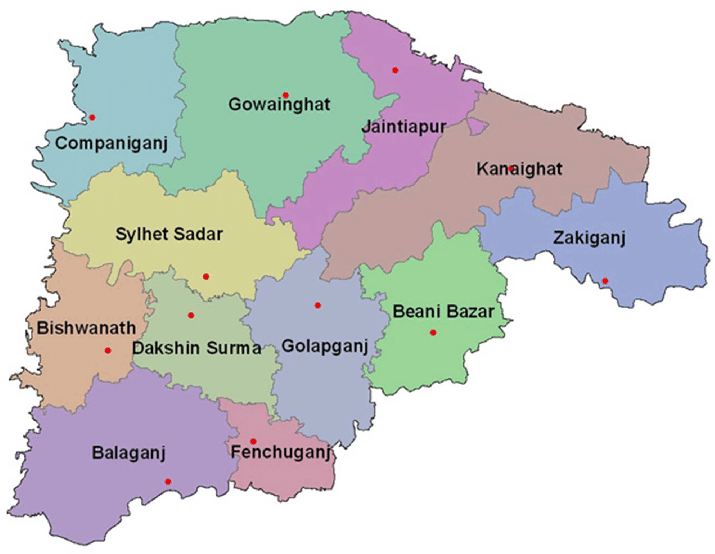 Gowainghat
Jaintiapur
Companiganj
Kanaighat
Sylhet Sadar
Zakiganj
Beani Bazar
Bishwanath
Dakshin Surma
Golapganj
Balaganj
Fenchuganj